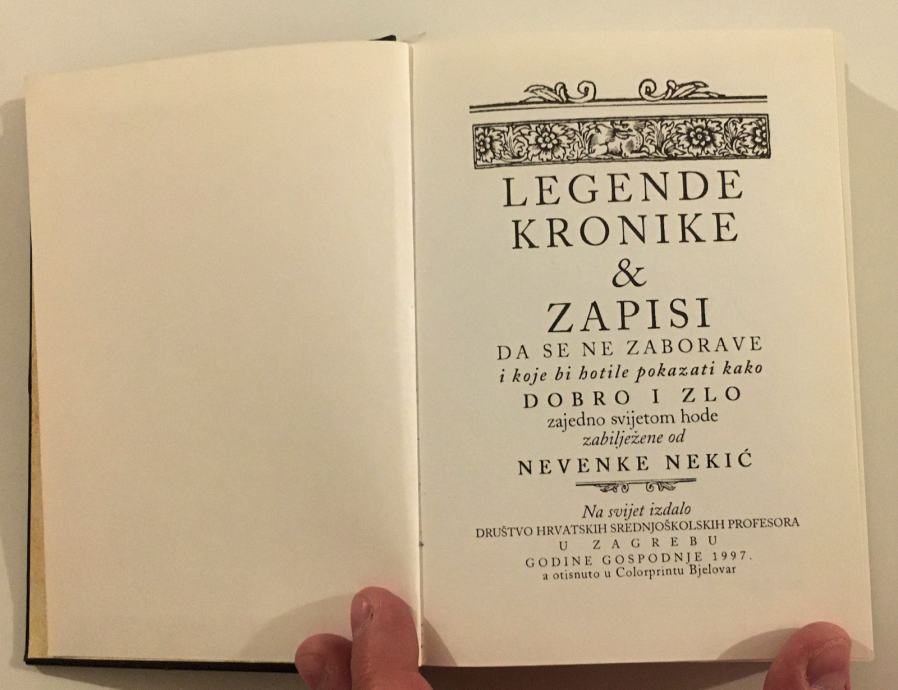 LEGENDE
KRONIKE
&
ZAPISI
DA SE NE ZABORAVE
i koje bi hotile pokazati kako
DOBRO I ZLO
zajedno svijetom hode
zabilježene od
NEVENKE NEKIĆ
Na svijet izdalo
DRUŠTVO HRVATSKIH SREDNJOŠKOLSKIH PROFESORA
U ZAGREBU
GODINE GOSPODNJE 1997.
a otisnuto u Colorprintu Bjelovar